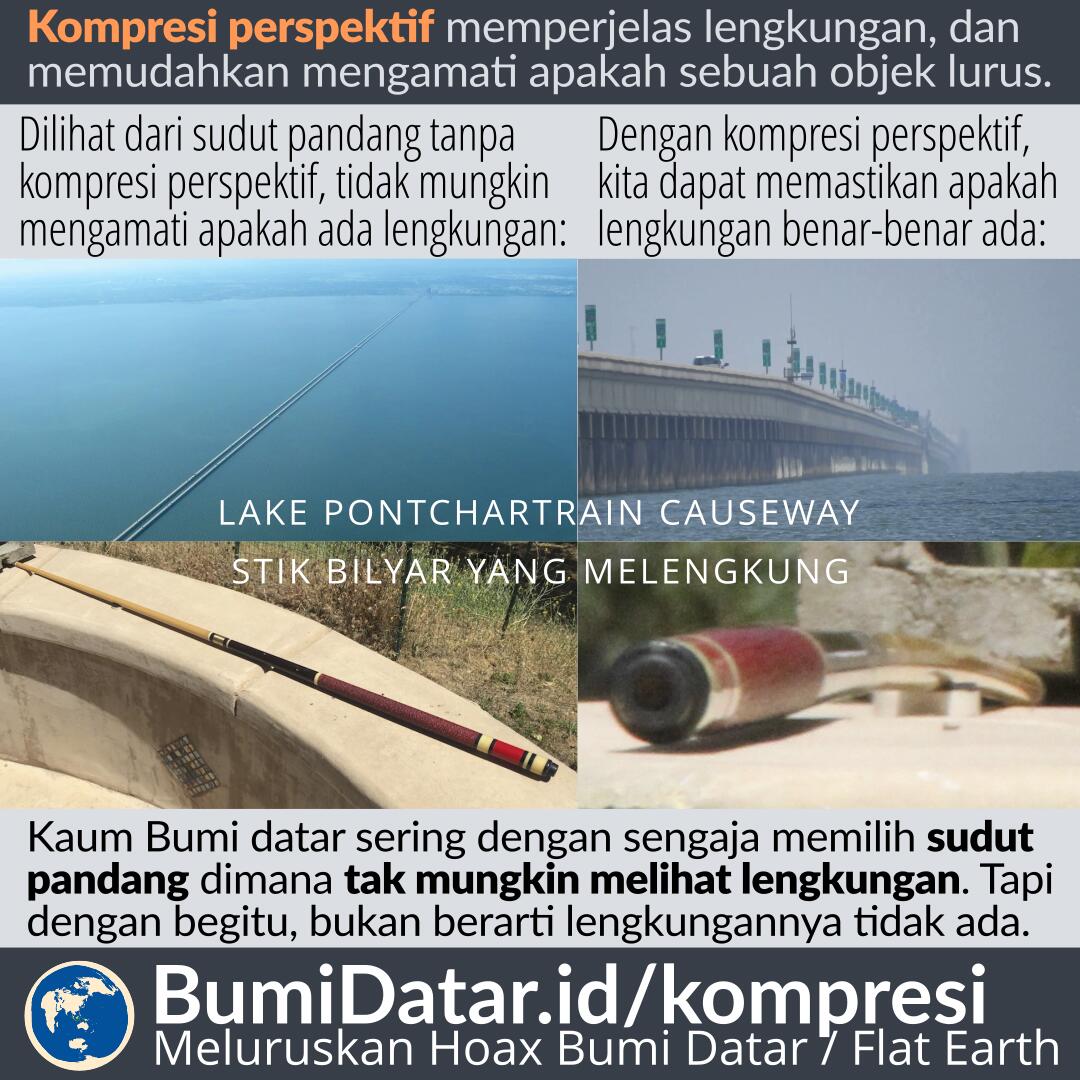 Kompresi perspektif memperjelas lengkungan, dan
memudahkan mengamati apakah sebuah objek lurus.
Dilihat dari sudut pandang tanpa
kompresi perspektif, tidak mungkin
mengamati apakah ada lengkungan:
Dengan kompresi perspektif,
kita dapat memastikan apakah
lengkungan benar-benar ada:
LAKE PONTCHARTRAIN CAUSEWAY
STIK BILYAR YANG MELENGKUNG
Kaum Bumi datar sering dengan sengaja memilih sudut
pandang dimana tak mungkin melihat lengkungan. Tapi
dengan begitu, bukan berarti lengkungannya tidak ada.
BumiDatar.id/kompresi
Meluruskan Hoax Bumi Datar / Flat Earth